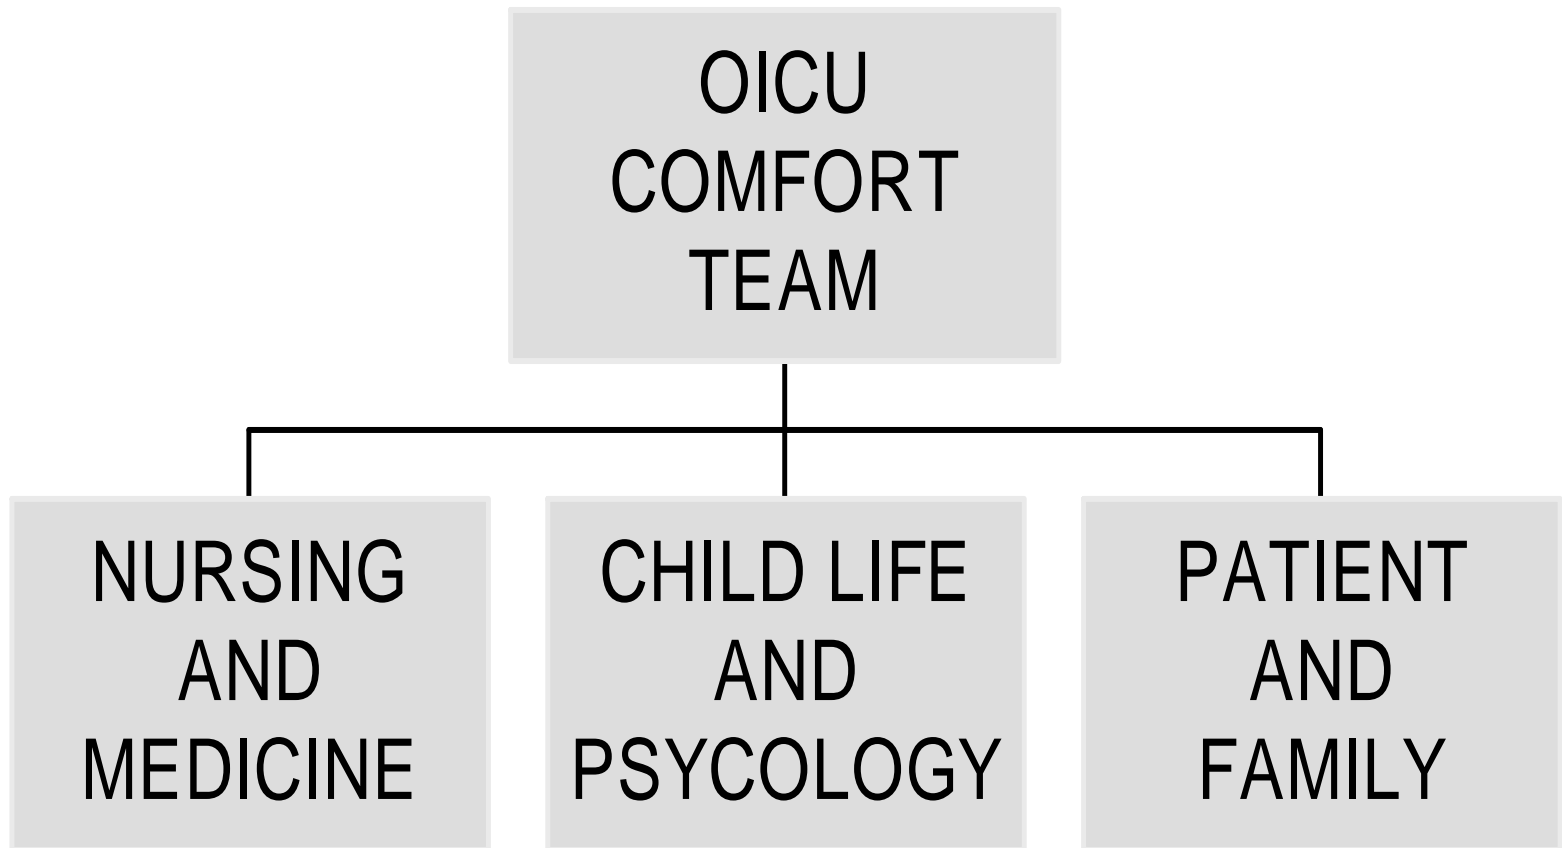 OICU
COMFORT
TEAM
NURSING
AND
MEDICINE
CHILD LIFE
AND
PSYCOLOGY
PATIENT
AND
FAMILY